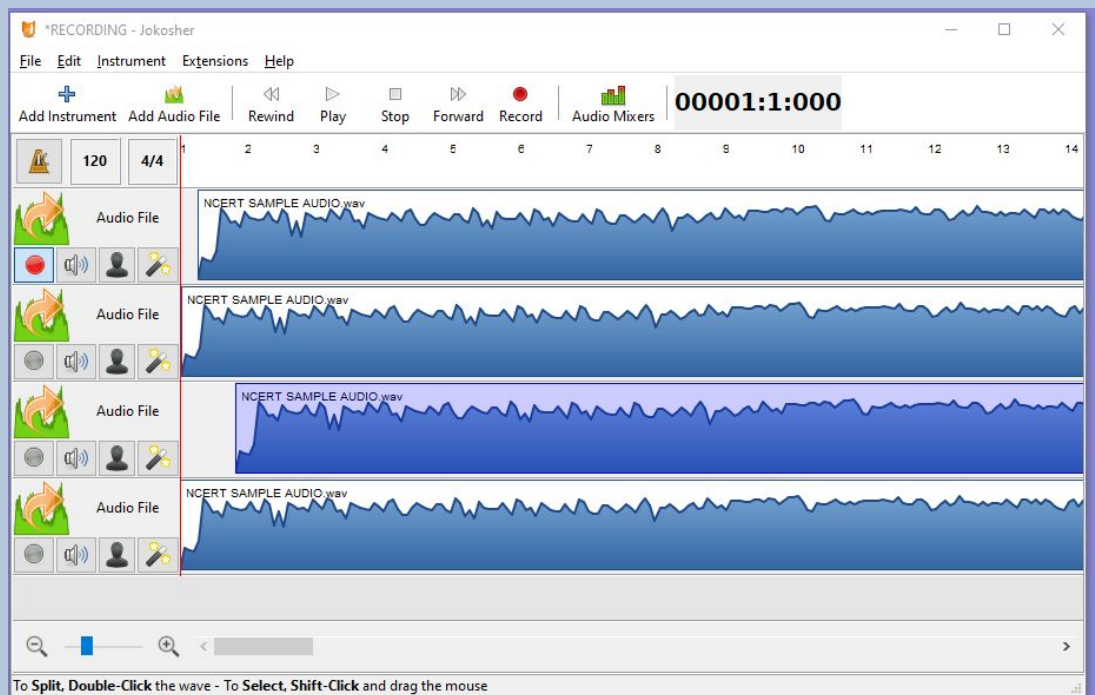 *RECORDING - Jokosher
File Edit Instrument Extensions Help
Add Instrument Add Audio File Rewind Play Stop Forward Record Audio Mixers 00001:1:000
120 4/4 1 2 3 4 5 6 7 8 9 10 11 12 13 14
NCERT SAMPLE AUDIO.wav
Audio File
NCERT SAMPLE AUDIO.wav
Audio File
NCERT SAMPLE AUDIO.wav
Audio File
NCERT SAMPLE AUDIO.wav
Audio File
To Split, Double-Click the wave - To Select, Shift-Click and drag the mouse